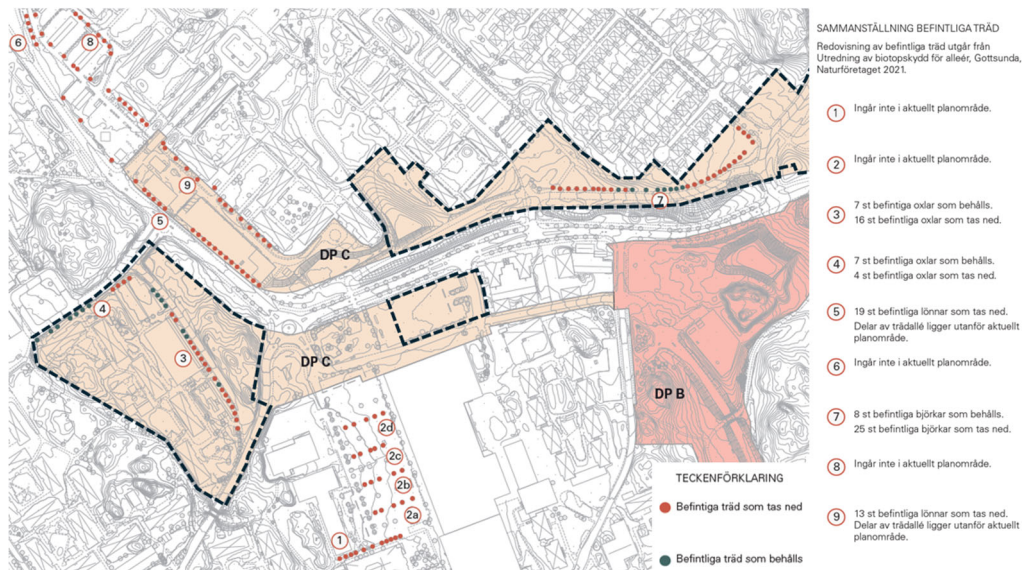 SAMMANSTÄLLNING BEFINTLIGA TRÄD
Redovisning av befintliga träd utgår från
Utredning av biotopskydd för alleér, Gottsunda,
Naturföretaget 2021.
1 Ingår inte i aktuellt planområde.
2 Ingår inte i aktuellt planområde.
3 7 st befintliga oxlar som behålls.
16 st befintliga oxlar som tas ned.
4 7 st befintliga oxlar som behålls.
4 st befintliga oxlar som tas ned.
5 19 st befintliga lönnar som tas ned.
Delar av trädallé ligger utanför aktuellt
planområde.
6 Ingår inte i aktuellt planområde.
7 8 st befintliga björkar som behålls.
25 st befintliga björkar som tas ned.
8 Ingår inte i aktuellt planområde.
9 13 st befintliga lönnar som tas ned.
Delar av trädallé ligger utanför aktuellt
planområde.
6
8
9
5
7
DP C
4
3
DP C
DP B
2d
2c
2b
2a
1
TECKENFÖRKLARING
Befintiga träd som tas ned
Befintliga träd som behålls